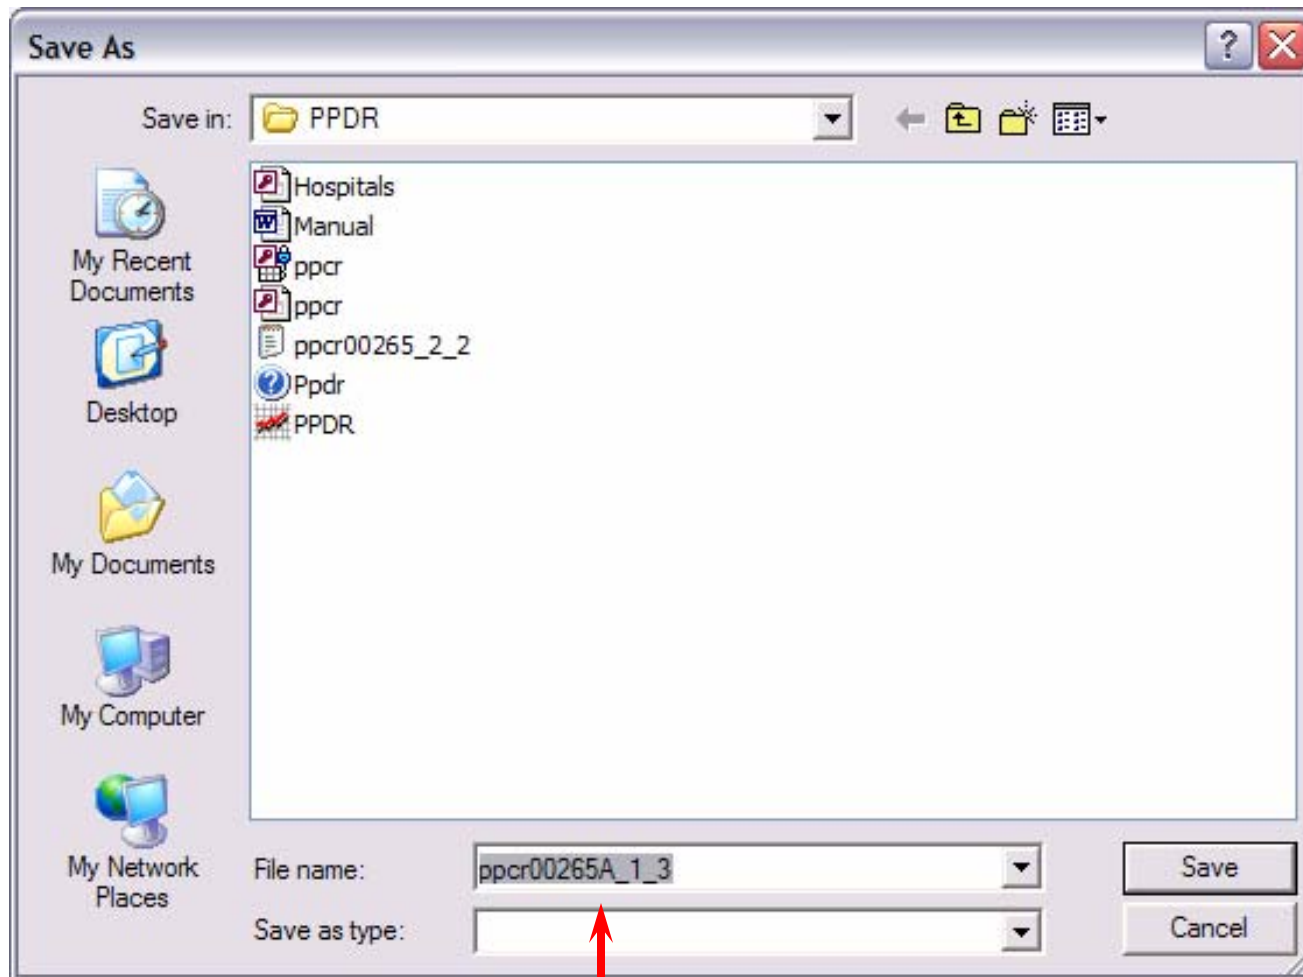 Save As
?
Save in:
PPDR
My Recent
Documents
Desktop
My Documents
My Computer
My Network
Places
Hospitals
Manual
ppcr
ppcr
ppcr00265_2_2
Ppdr
PPDR
File name:
ppcr00265A_1_3
Save
Save as type:
Cancel